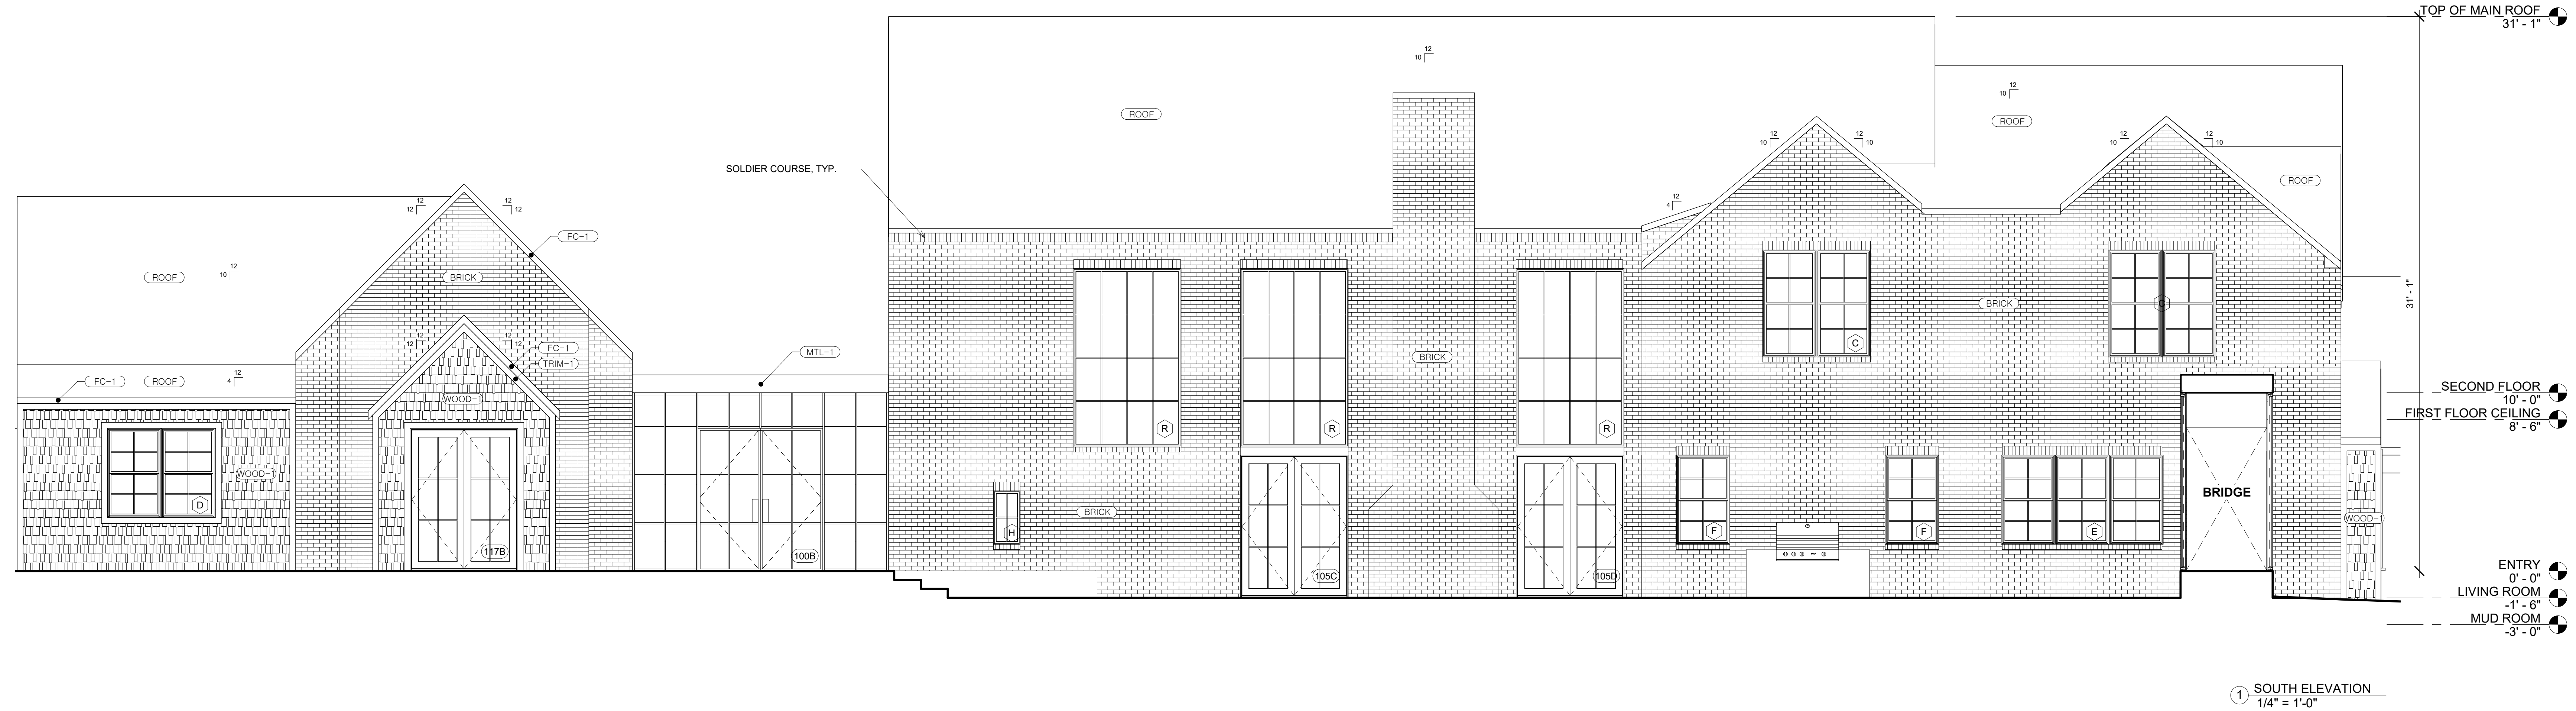 TOP OF MAIN ROOF
31' - 1"
12
10
12
10
ROOF
ROOF
12
10
12
10
12
10
12
10
SOLDIER COURSE, TYP.
ROOF
12
4
12
12
12
12
FC-1
ROOF
12
10
BRICK
BRICK
C
31' - 1"
12
12
12
12
FC-1
TRIM-1
MTL-1
BRICK
C
FC-1
ROOF
12
4
WOOD-1
SECOND FLOOR
10' - 0"
FIRST FLOOR CEILING
8' - 6"
R
R
R
WOOD-1
D
BRIDGE
BRICK
H
F
F
E
WOOD-1
117B
100B
105C
105D
ENTRY
0' - 0"
LIVING ROOM
-1' - 6"
MUD ROOM
-3' - 0"
1
SOUTH ELEVATION
1/4" = 1'-0"